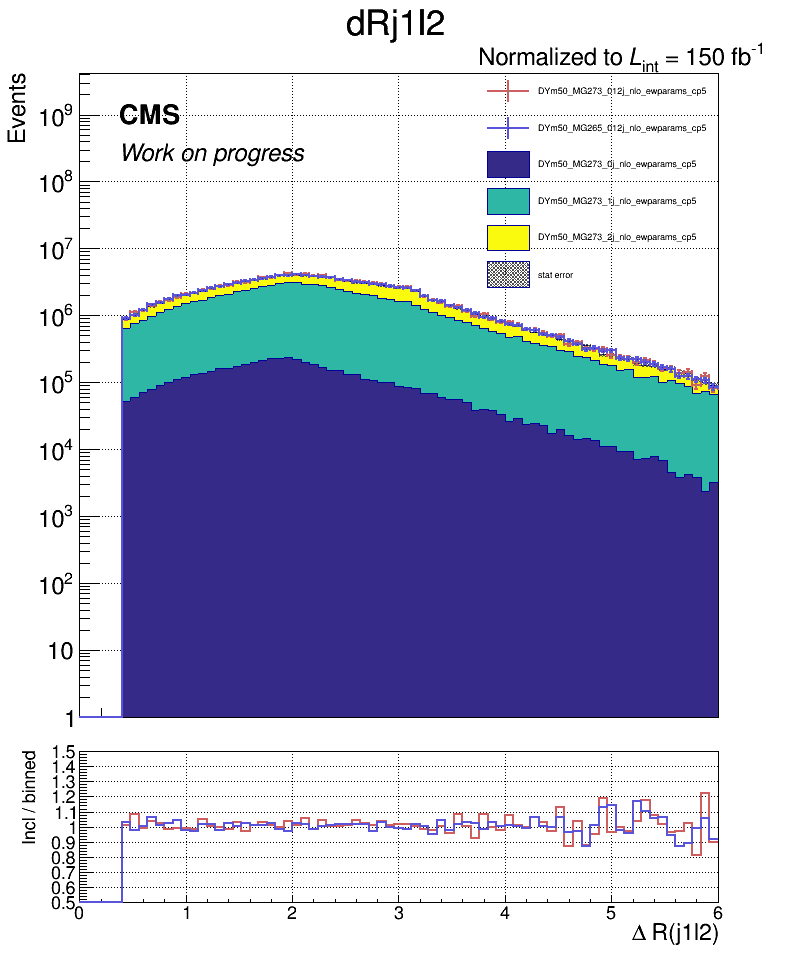 dRj1l2
Normalized to Lint = 150 fb-1
Events
CMS
Work on progress
DYm50_MG273_012j_nlo_ewparams_cp5
DYm50_MG265_012j_nlo_ewparams_cp5
DYm50_MG273_0j_nlo_ewparams_cp5
DYm50_MG273_1j_nlo_ewparams_cp5
DYm50_MG273_2j_nlo_ewparams_cp5
stat error
10^9
10^8
10^7
10^6
10^5
10^4
10^3
10^2
10
1
Incl / binned
1.5
1.4
1.3
1.2
1.1
1
0.9
0.8
0.7
0.6
0.5
0 1 2 3 4 5 6
Δ R(j1l2)